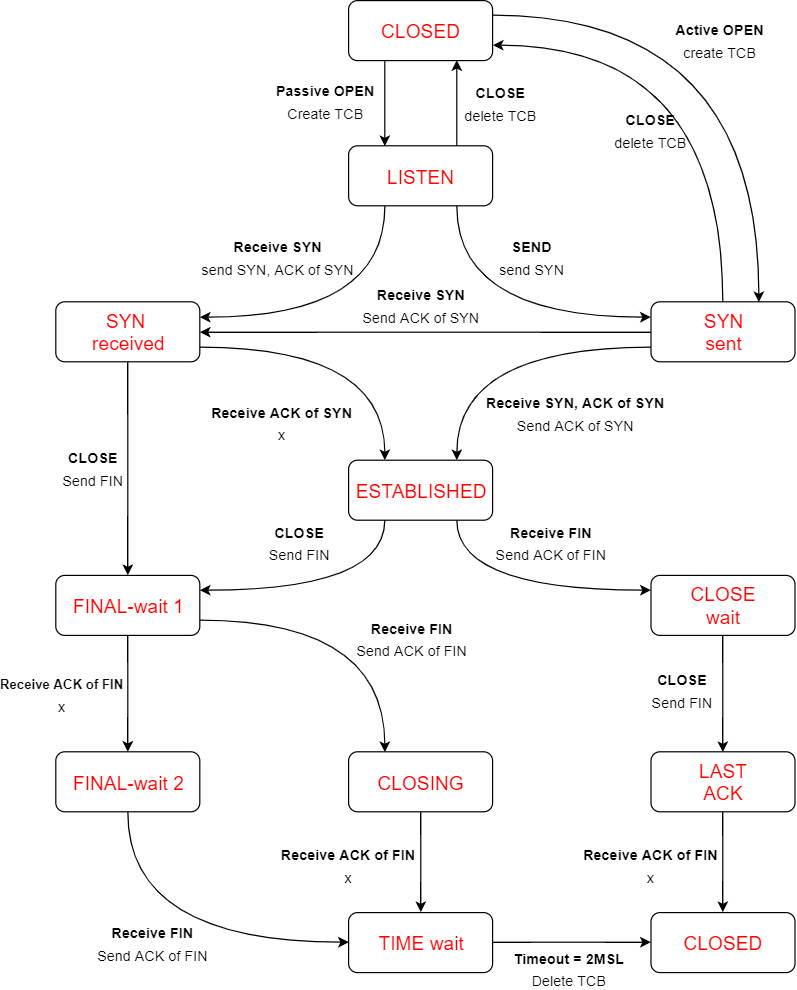 CLOSED
Active OPEN
create TCB
Passive OPEN
Create TCB
CLOSE
delete TCB
CLOSE
delete TCB
LISTEN
Receive SYN
send SYN, ACK of SYN
SEND
send SYN
Receive SYN
Send ACK of SYN
SYN
received
SYN
sent
Receive ACK of SYN
x
Receive SYN, ACK of SYN
Send ACK of SYN
CLOSE
Send FIN
ESTABLISHED
CLOSE
Send FIN
Receive FIN
Send ACK of FIN
FINAL-wait 1
CLOSE
wait
Receive FIN
Send ACK of FIN
Receive ACK of FIN
x
CLOSE
Send FIN
FINAL-wait 2
CLOSING
LAST
ACK
Receive ACK of FIN
x
Receive ACK of FIN
x
Receive FIN
Send ACK of FIN
TIME wait
Timeout = 2MSL
Delete TCB
CLOSED